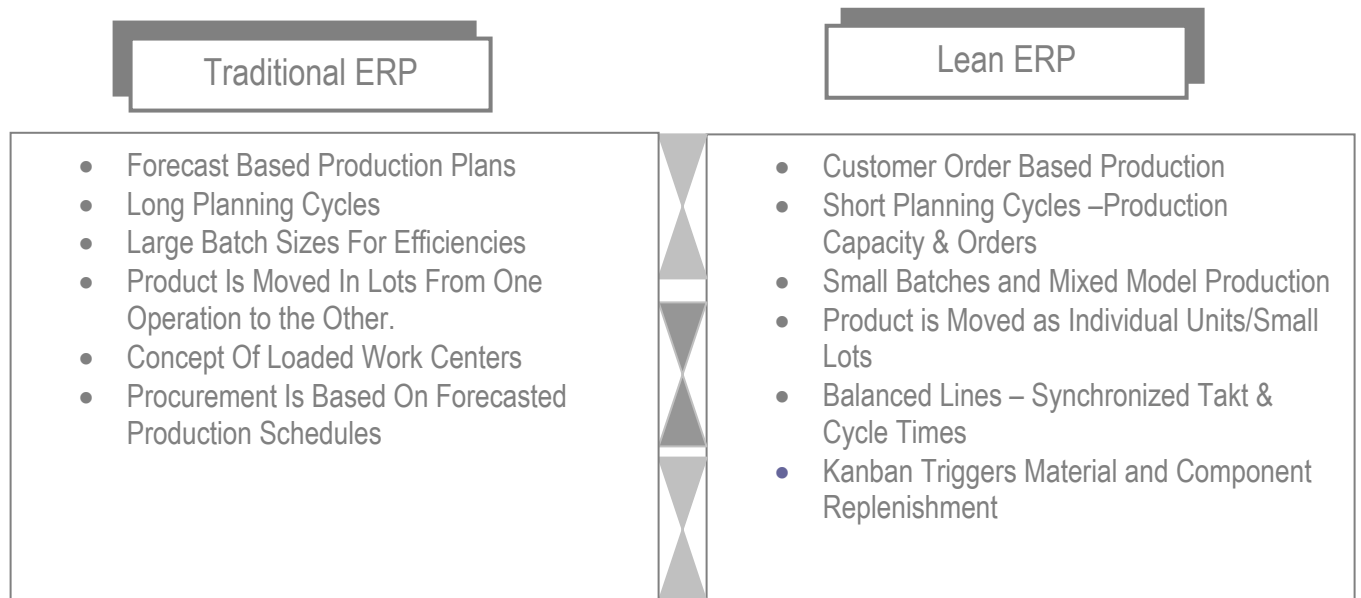 Traditional ERP
Lean ERP
• Forecast Based Production Plans
• Long Planning Cycles
• Large Batch Sizes For Efficiencies
• Product Is Moved In Lots From One
Operation to the Other.
• Concept Of Loaded Work Centers
• Procurement Is Based On Forecasted
Production Schedules
• Customer Order Based Production
• Short Planning Cycles –Production
Capacity & Orders
• Small Batches and Mixed Model Production
• Product is Moved as Individual Units/Small
Lots
• Balanced Lines – Synchronized Takt &
Cycle Times
• Kanban Triggers Material and Component
Replenishment